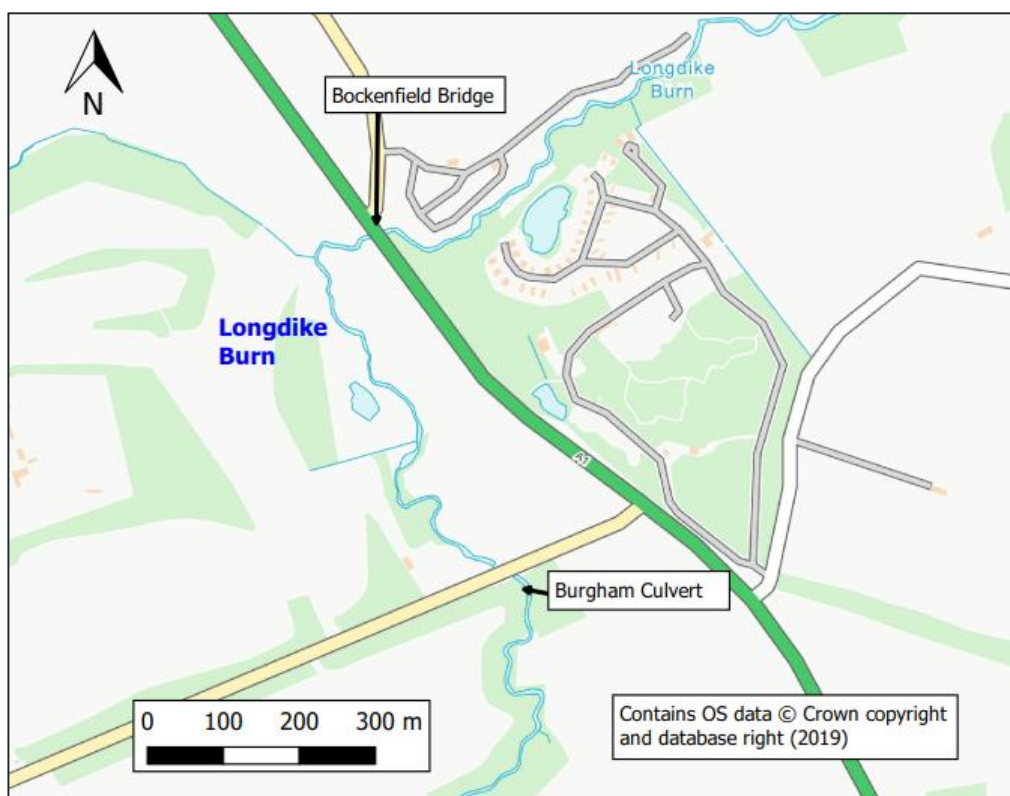 N
Bockenfield Bridge
Longdike
Burn
Longdike
Burn
A1
Burgham Culvert
0 100 200 300 m
Contains OS data © Crown copyright
and database right (2019)